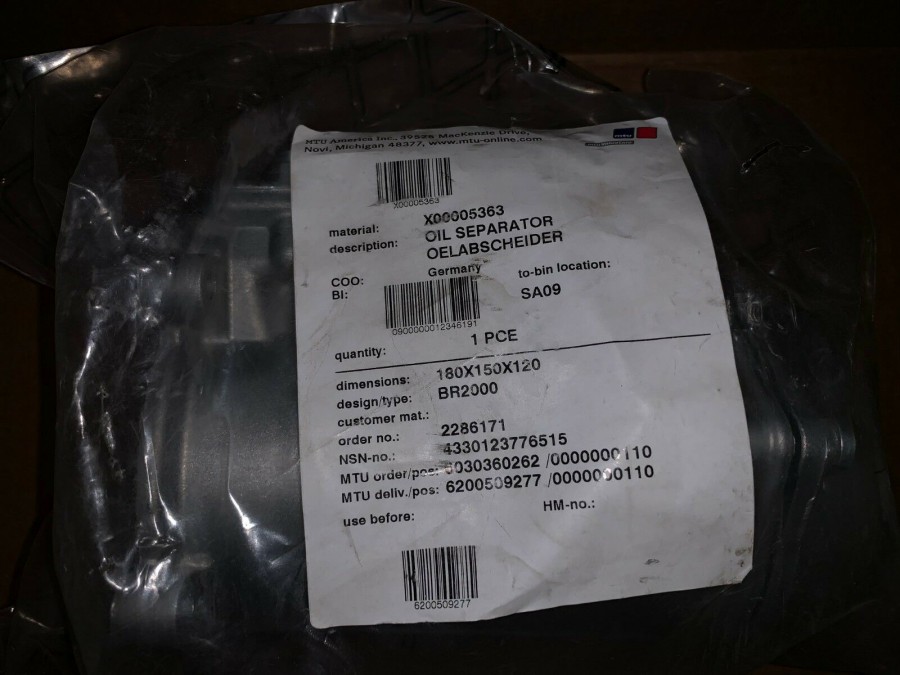 MTU America Inc., 39525 MacKenzie Drive,
Novi, Michigan 48377, www.mtu-online.com
mtu
X00005363
material: X00005363
description: OIL SEPARATOR
OELABSCHEIDER
COO: Germany to-bin location:
BI: SA09
0900000012346191
quantity: 1 PCE
dimensions: 180X150X120
design/type: BR2000
customer mat.:
order no.: 2286171
NSN-no.: 4330123776515
MTU order/pos: 6030360262 /0000000110
MTU deliv./pos: 6200509277 /0000000110
use before: HM-no.:
6200509277